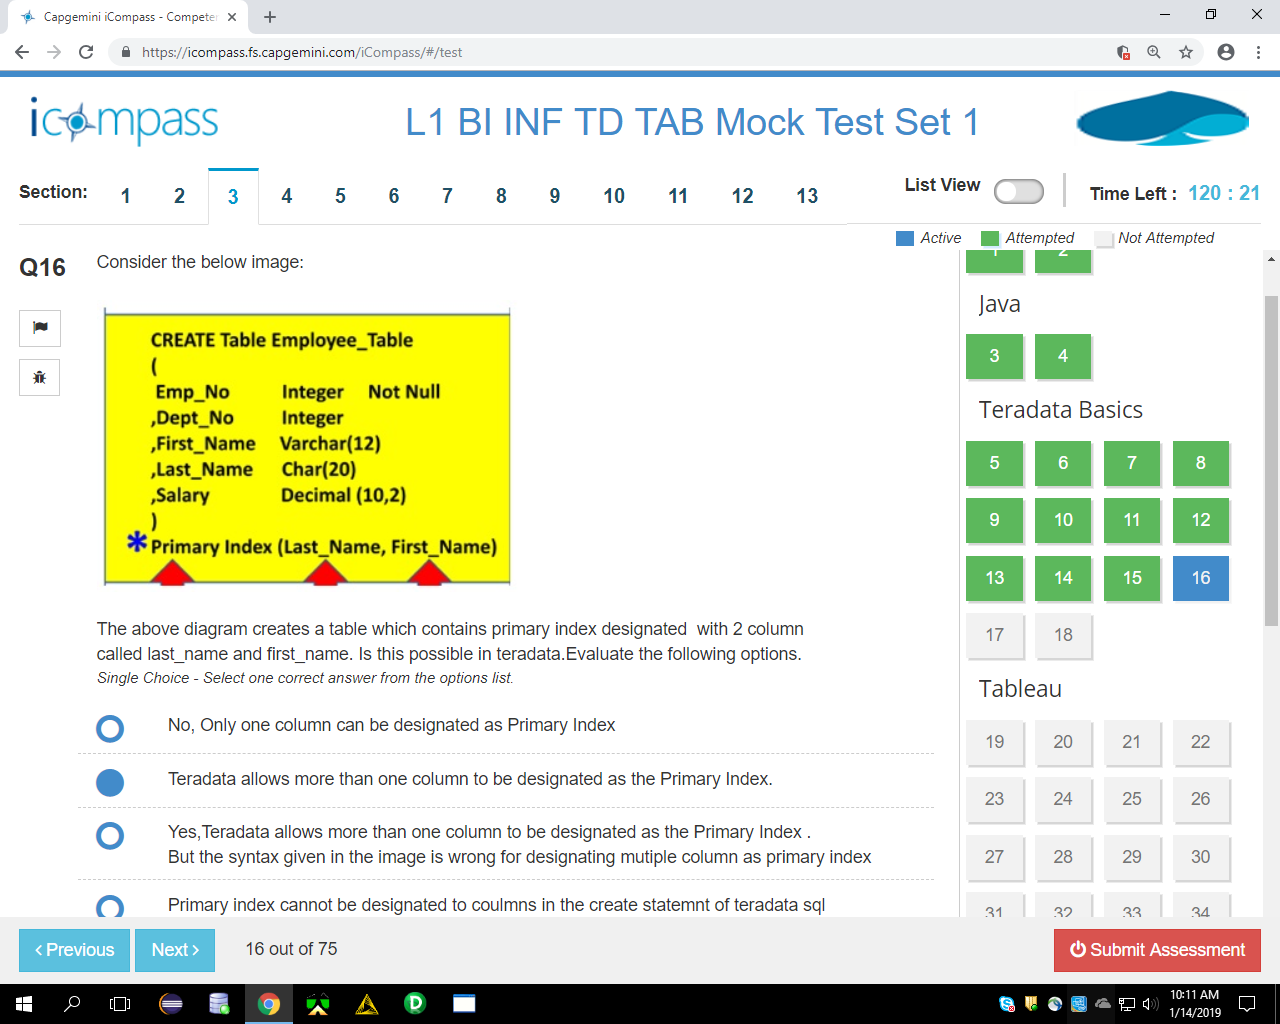 Capgemini iCompass - Competen
https://icompass.fs.capgemini.com/iCompass/#/test
icompass
L1 BI INF TD TAB Mock Test Set 1
Section: 1 2 3 4 5 6 7 8 9 10 11 12 13
List View
Time Left : 120 : 21
Active Attempted Not Attempted
Q16
Consider the below image:
CREATE Table Employee_Table
(
Emp_No Integer Not Null
,Dept_No Integer
,First_Name Varchar(12)
,Last_Name Char(20)
,Salary Decimal (10,2)
)
*Primary Index (Last_Name, First_Name)
The above diagram creates a table which contains primary index designated with 2 column
called last_name and first_name. Is this possible in teradata.Evaluate the following options.
Single Choice - Select one correct answer from the options list.
No, Only one column can be designated as Primary Index
Teradata allows more than one column to be designated as the Primary Index.
Yes,Teradata allows more than one column to be designated as the Primary Index .
But the syntax given in the image is wrong for designating mutiple column as primary index
Primary index cannot be designated to coulmns in the create statemnt of teradata sql
1 2
Java
3 4
Teradata Basics
5 6 7 8
9 10 11 12
13 14 15 16
17 18
Tableau
19 20 21 22
23 24 25 26
27 28 29 30
31 32 33 34
Previous
Next
16 out of 75
Submit Assessment
10:11 AM
1/14/2019